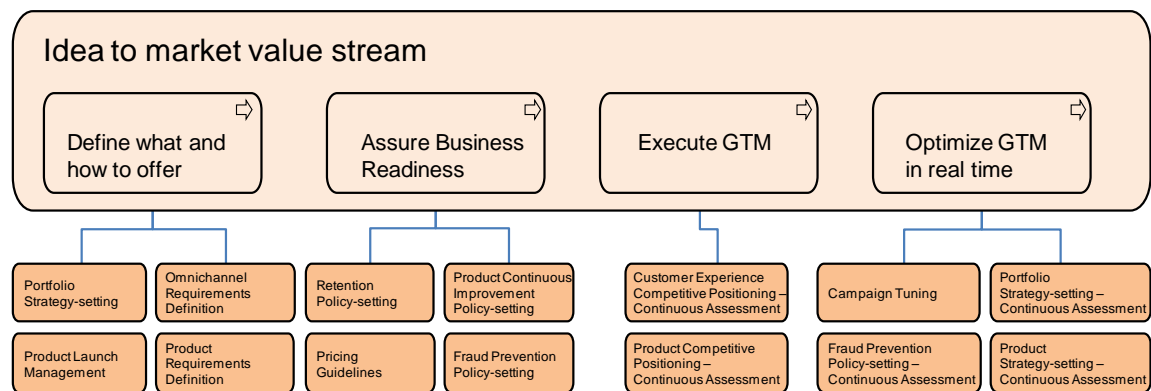 Idea to market value stream
Define what and
how to offer
Assure Business
Readiness
Execute GTM
Optimize GTM
in real time
Portfolio
Strategy-setting
Omnichannel
Requirements
Definition
Retention
Policy-setting
Product Continuous
Improvement
Policy-setting
Customer Experience
Competitive Positioning –
Continuous Assessment
Campaign Tuning
Portfolio
Strategy-setting –
Continuous Assessment
Product Launch
Management
Product
Requirements
Definition
Pricing
Guidelines
Fraud Prevention
Policy-setting
Product Competitive
Positioning –
Continuous Assessment
Fraud Prevention
Policy-setting –
Continuous Assessment
Product
Strategy-setting –
Continuous Assessment